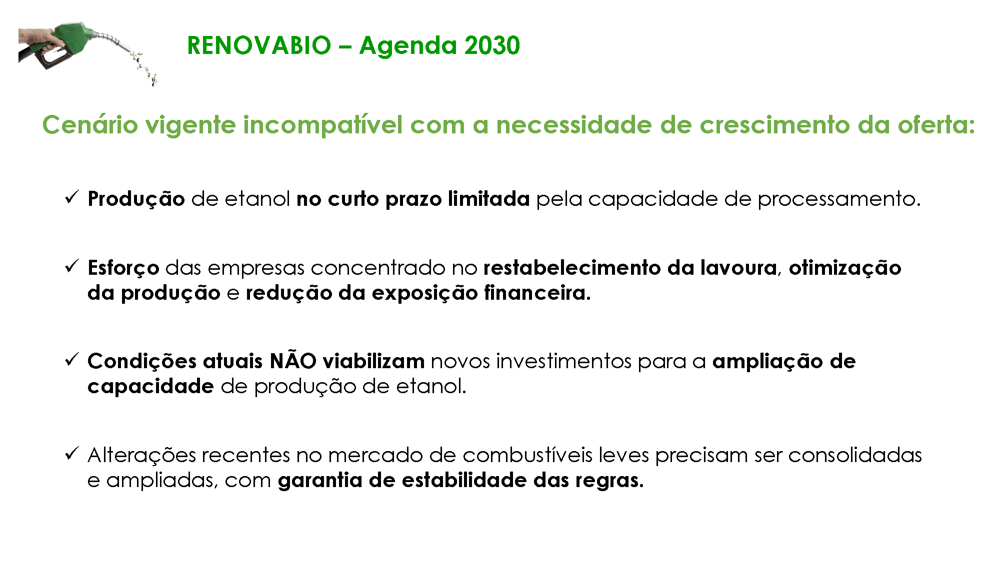 RENOVABIO – Agenda 2030
Cenário vigente incompatível com a necessidade de crescimento da oferta:
✓ Produção de etanol no curto prazo limitada pela capacidade de processamento.
✓ Esforço das empresas concentrado no restabelecimento da lavoura, otimização
da produção e redução da exposição financeira.
✓ Condições atuais NÃO viabilizam novos investimentos para a ampliação de
capacidade de produção de etanol.
✓ Alterações recentes no mercado de combustíveis leves precisam ser consolidadas
e ampliadas, com garantia de estabilidade das regras.